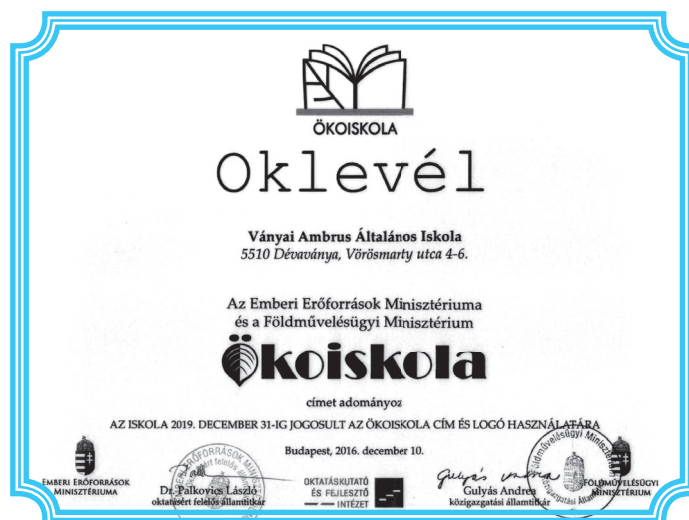 ÖKOISKOLA
Oklevél
Ványai Ambrus Általános Iskola
5510 Dévaványa, Vörösmarty utca 4-6.
Az Emberi Erőforrások Minisztériuma
és a Földművelésügyi Minisztérium
Ökoiskola
címet adományoz
AZ ISKOLA 2019. DECEMBER 31-IG JOGOSULT AZ ÖKOISKOLA CÍM ÉS LOGÓ HASZNÁLATÁRA
Budapest, 2016. december 10.
EMBERI ERŐFORRÁSOK
MINISZTÉRIUMA
Dr. Palkovics László
oktatásért felelős államtitkár
OKTATÁSKUTATÓ
ÉS FEJLESZTŐ
INTÉZET
Gulyás Andrea
Gulyás Andrea
közigazgatási államtitkár
FÖLDMŰVELÉSÜGYI
MINISZTÉRIUM